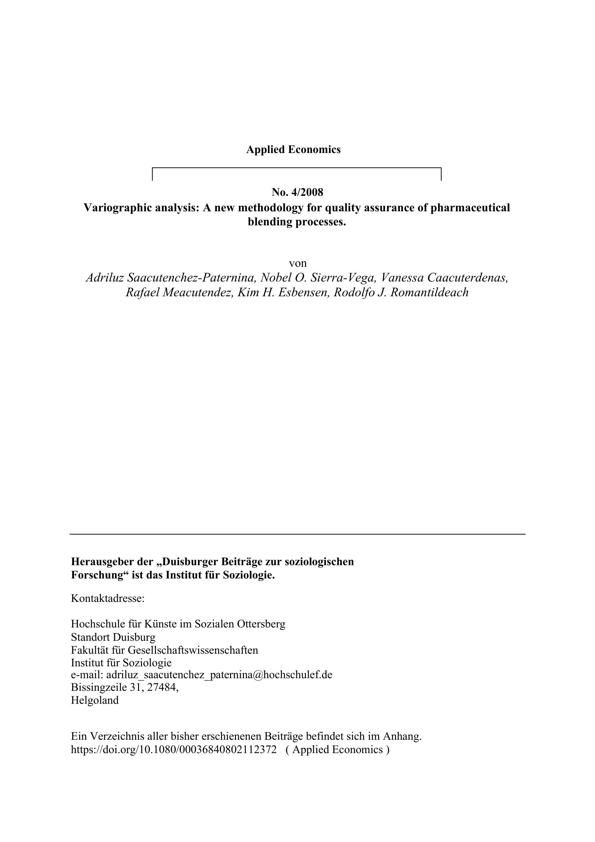 Applied Economics
No. 4/2008
Variographic analysis: A new methodology for quality assurance of pharmaceutical
blending processes.
von
Adriluz Saacutenchez-Paternina, Nobel O. Sierra-Vega, Vanessa Caacuterdenas,
Rafael Meacutendez, Kim H. Esbensen, Rodolfo J. Romantildeach
Herausgeber der „Duisburger Beiträge zur soziologischen
Forschung“ ist das Institut für Soziologie.
Kontaktadresse:
Hochschule für Künste im Sozialen Ottersberg
Standort Duisburg
Fakultät für Gesellschaftswissenschaften
Institut für Soziologie
e-mail: adriluz_saacutenchez_paternina@hochschulef.de
Bissingzeile 31, 27484,
Helgoland
Ein Verzeichnis aller bisher erschienenen Beiträge befindet sich im Anhang.
https://doi.org/10.1080/00036840802112372 ( Applied Economics )